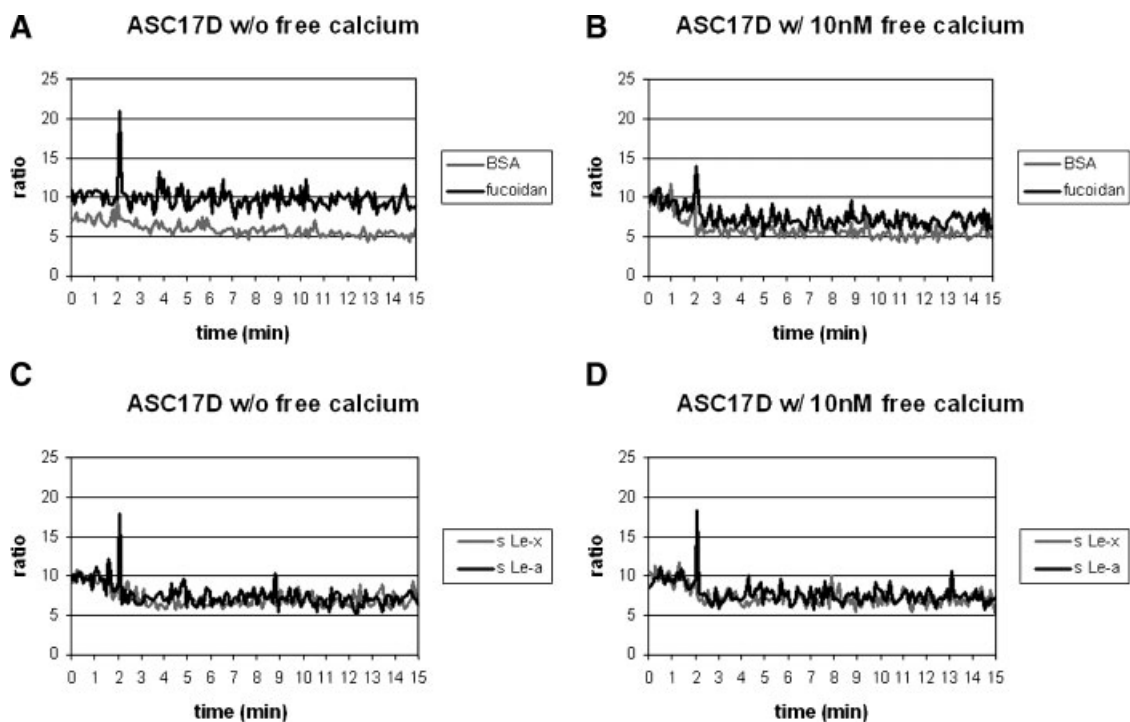 A
ASC17D w/o free calcium
25
20
15
10
5
0
ratio
0 1 2 3 4 5 6 7 8 9 10 11 12 13 14 15
time (min)
BSA
fucoidan
B
ASC17D w/ 10nM free calcium
25
20
15
10
5
0
ratio
0 1 2 3 4 5 6 7 8 9 10 11 12 13 14 15
time (min)
BSA
fucoidan
C
ASC17D w/o free calcium
25
20
15
10
5
0
ratio
0 1 2 3 4 5 6 7 8 9 10 11 12 13 14 15
time (min)
s Le-x
s Le-a
D
ASC17D w/ 10nM free calcium
25
20
15
10
5
0
ratio
0 1 2 3 4 5 6 7 8 9 10 11 12 13 14 15
time (min)
s Le-x
s Le-a